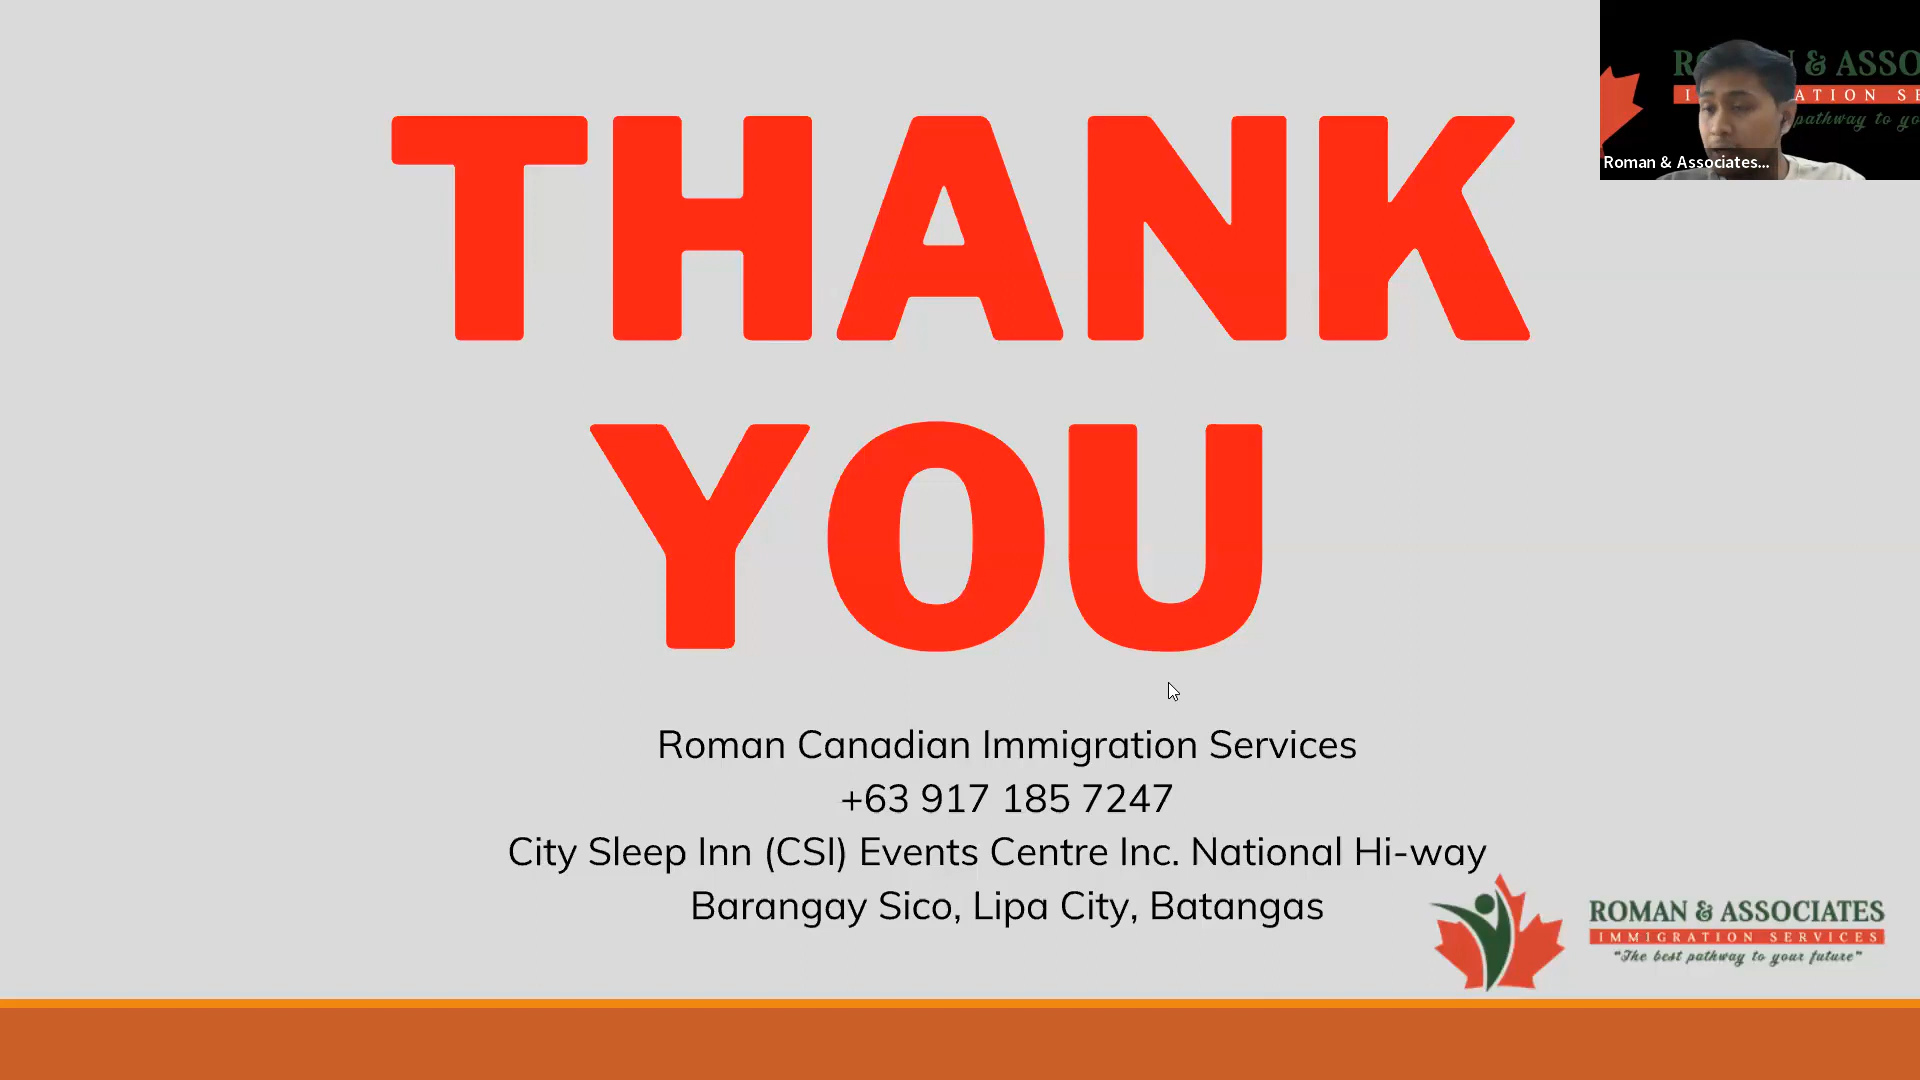 THANK
YOU
Roman & Associates...
Roman Canadian Immigration Services
+63 917 185 7247
City Sleep Inn (CSI) Events Centre Inc. National Hi-way
Barangay Sico, Lipa City, Batangas
ROMAN & ASSOCIATES
IMMIGRATION SERVICES
"The best pathway to your future"